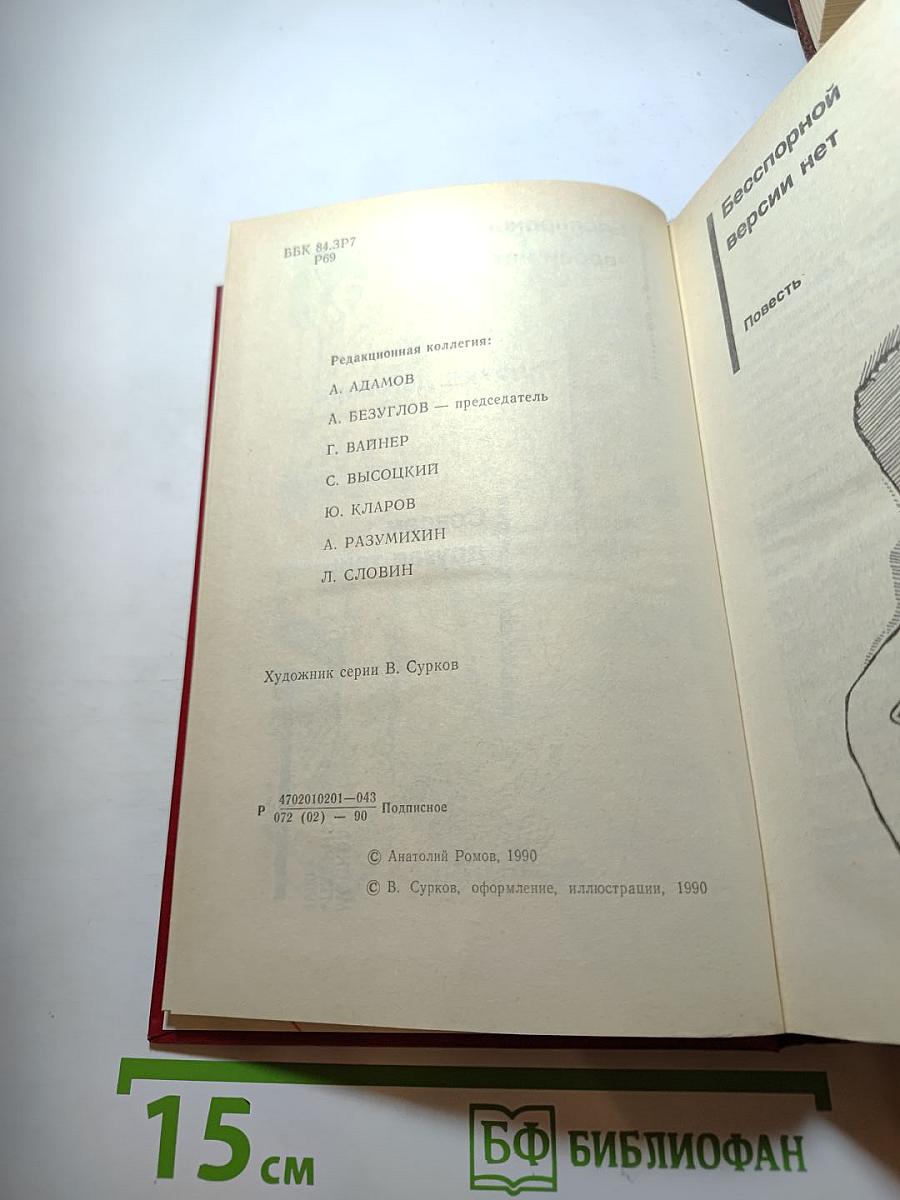 ББК 84.3Р7
Р69
Редакционная коллегия:
А. АДАМОВ
А. БЕЗУГЛОВ — председатель
Г. ВАЙНЕР
С. ВЫСОЦКИЙ
Ю. КЛАРОВ
А. РАЗУМИХИН
Л. СЛОВИН
Художник серии В. Сурков
Р 4702010201—043
072 (02) — 90 Подписное
© Анатолий Ромов, 1990
© В. Сурков, оформление, иллюстрации, 1990
Бесспорной
версии нет
Повесть
15 см
БФ БИБЛИОФАН